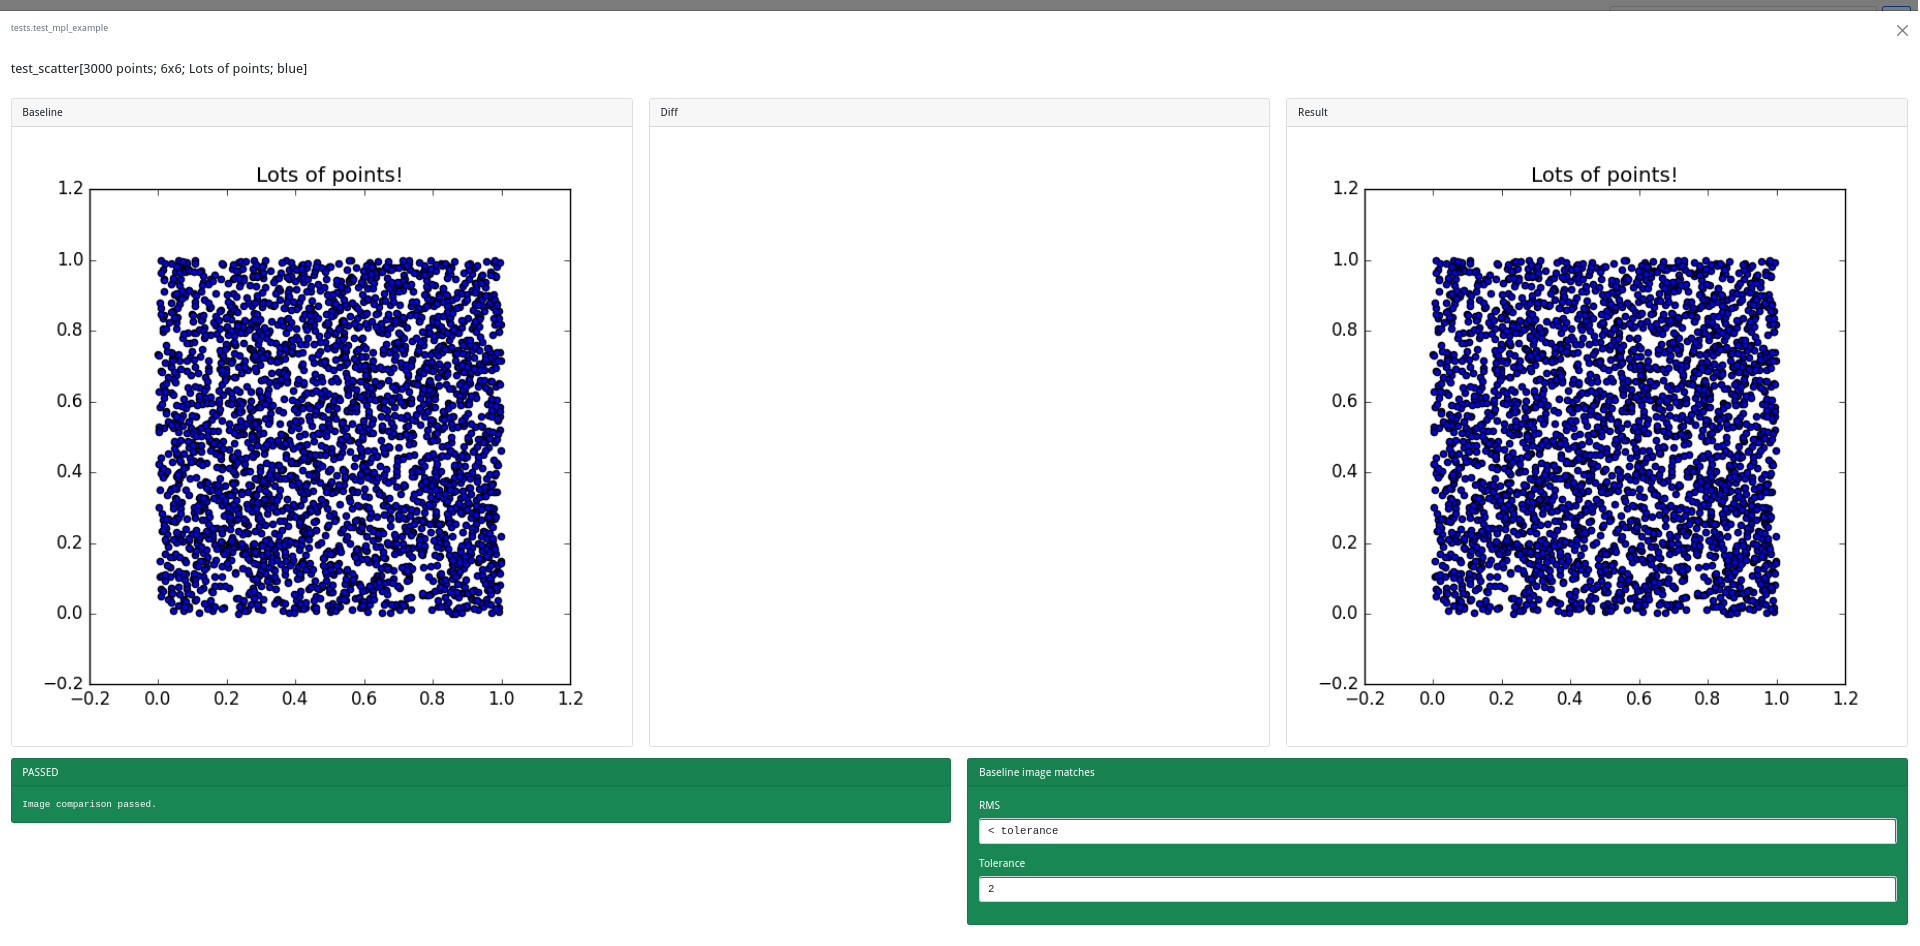 tests.test_mpl_example
test_scatter[3000 points; 6x6; Lots of points; blue]
Baseline
Lots of points!
1.2
1.0
0.8
0.6
0.4
0.2
0.0
−0.2
−0.2 0.0 0.2 0.4 0.6 0.8 1.0 1.2
Diff
Result
Lots of points!
1.2
1.0
0.8
0.6
0.4
0.2
0.0
−0.2
−0.2 0.0 0.2 0.4 0.6 0.8 1.0 1.2
PASSED
Image comparison passed.
Baseline image matches
RMS
< tolerance
Tolerance
2